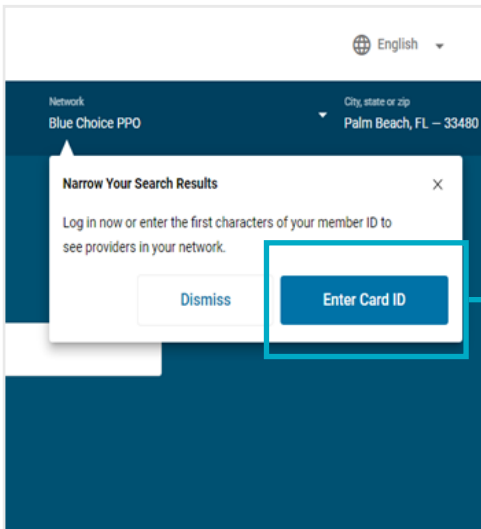 English
Network
Blue Choice PPO
City, state or zip
Palm Beach, FL – 33480
Narrow Your Search Results
Log in now or enter the first characters of your member ID to
see providers in your network.
Dismiss
Enter Card ID